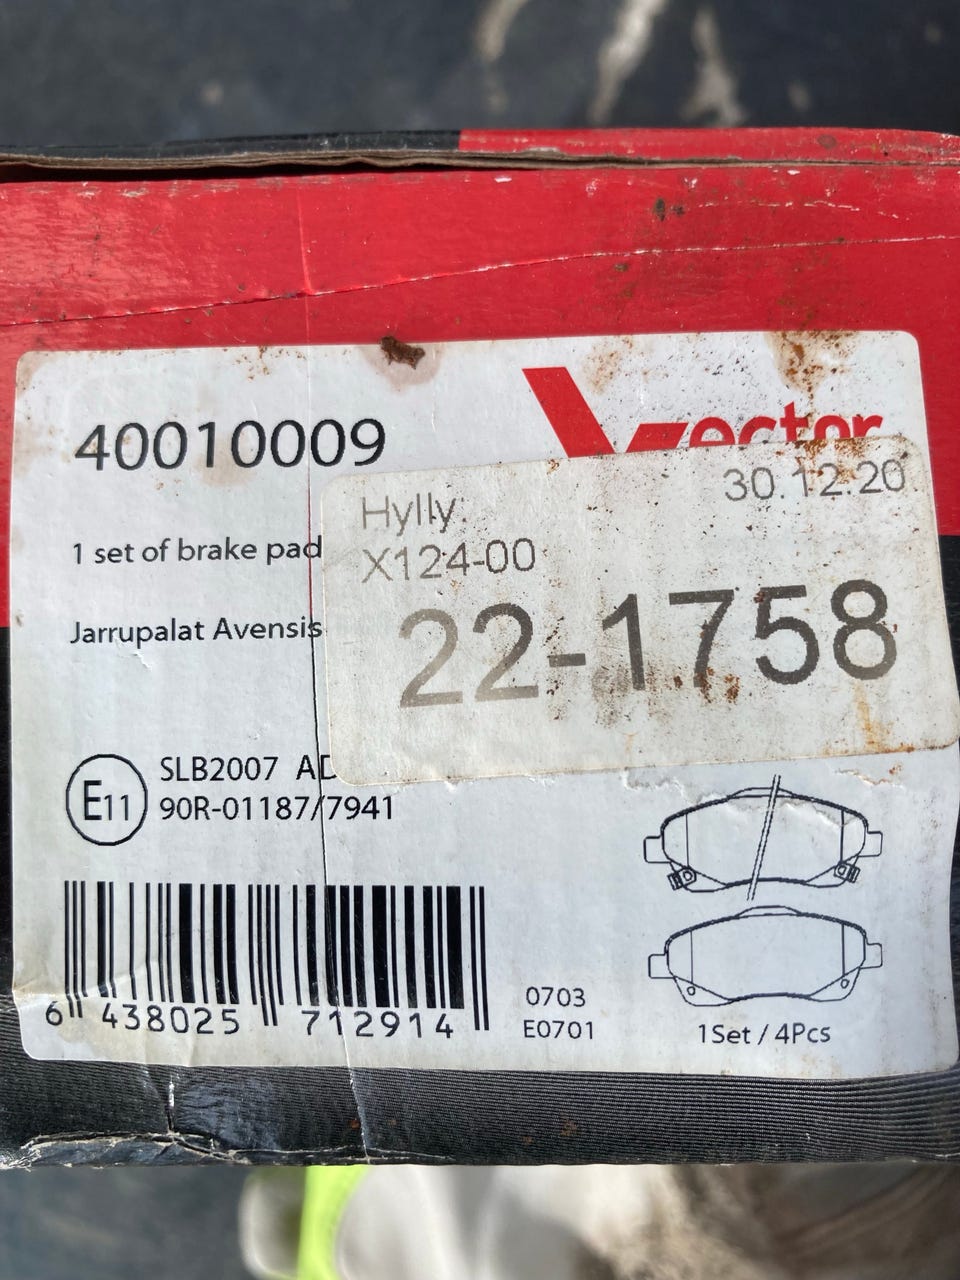 40010009
Vector
1 set of brake pad
Jarrupalat Avensis
Hylly
30.12.20
X124-00
22-1758
E11
SLB2007 AD
90R-01187/7941
6 438025 712914
0703
E0701
1Set / 4Pcs